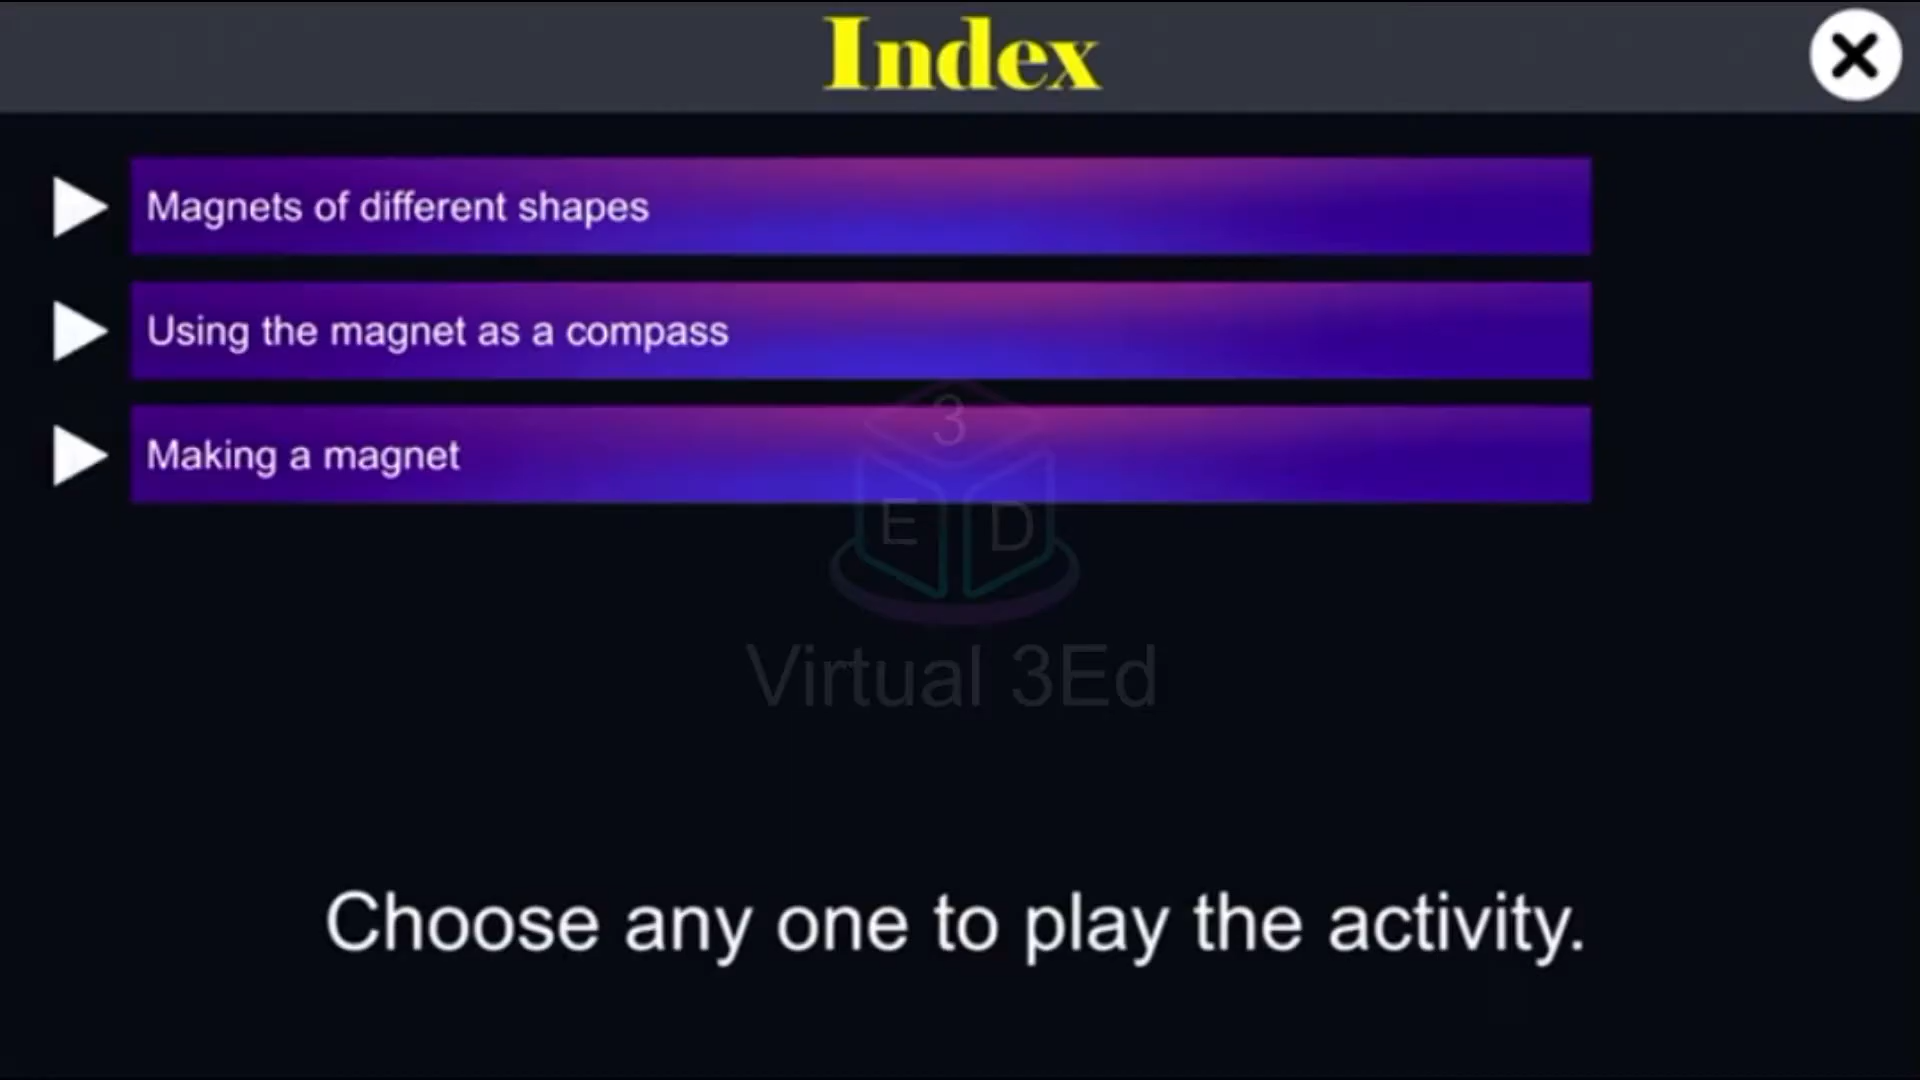 Index
Magnets of different shapes
Using the magnet as a compass
Making a magnet
3
E D
Virtual 3Ed
Choose any one to play the activity.